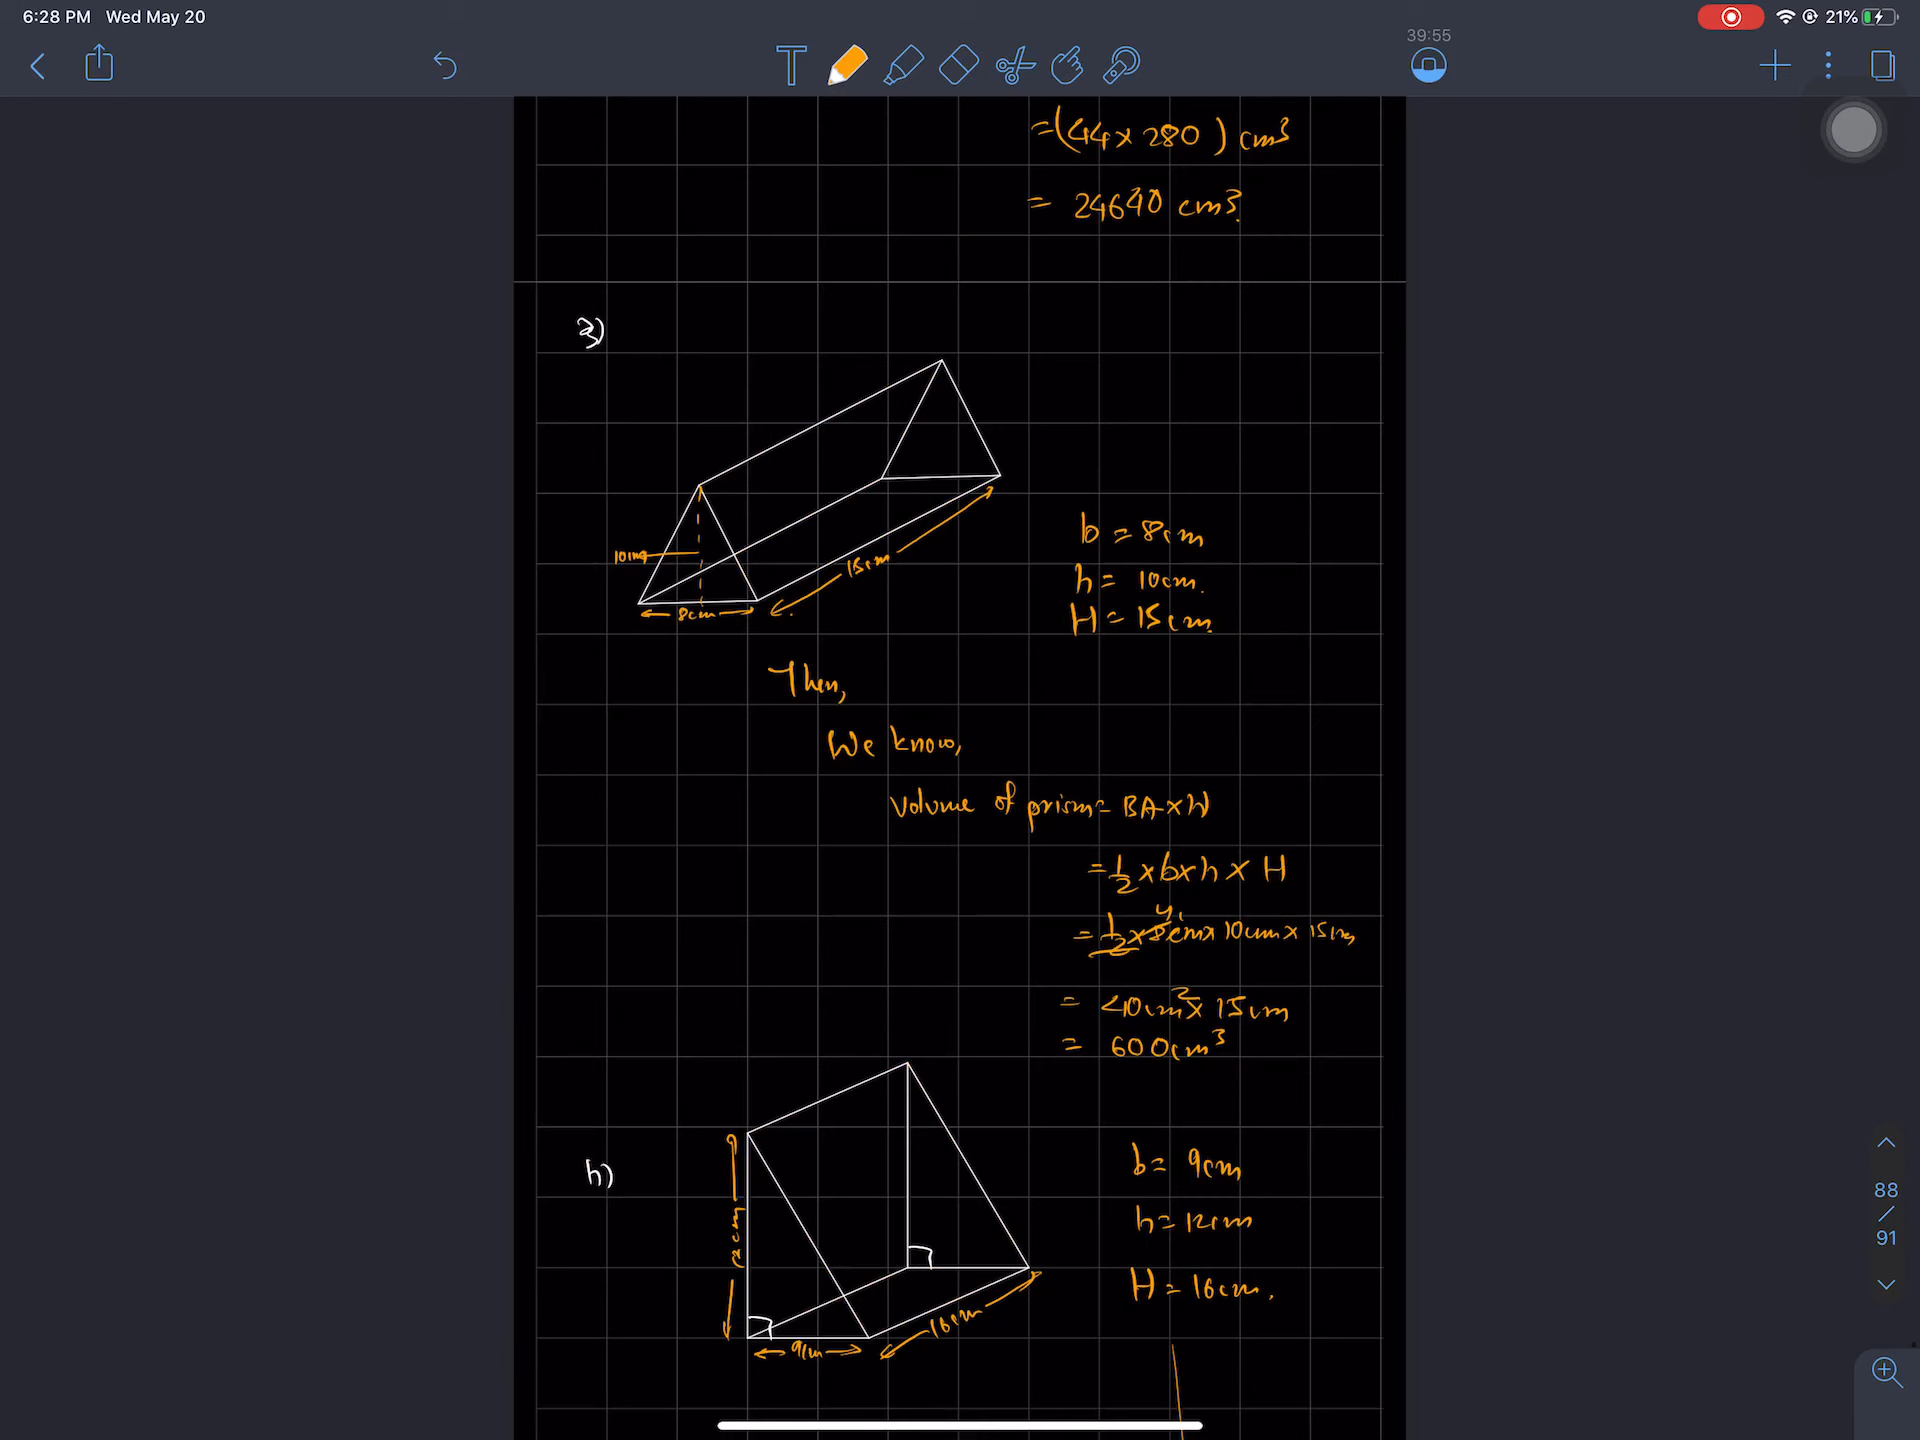 6:28 PM Wed May 20
21%
39:55
=(44 x 280 ) cm³
= 24640 cm³.
g)
10cm
8cm
15cm
b = 8cm
h = 10cm.
H = 15cm.
Then,
We know,
Volume of prism = BA x H
= 1/2 x b x h x H
4
= 1/2 x 8cm x 10cm x 15cm
= 40cm² x 15cm
= 600cm³
h)
12cm
9cm
16cm
b = 9cm
h = 12cm
H = 16cm.
88
/
91